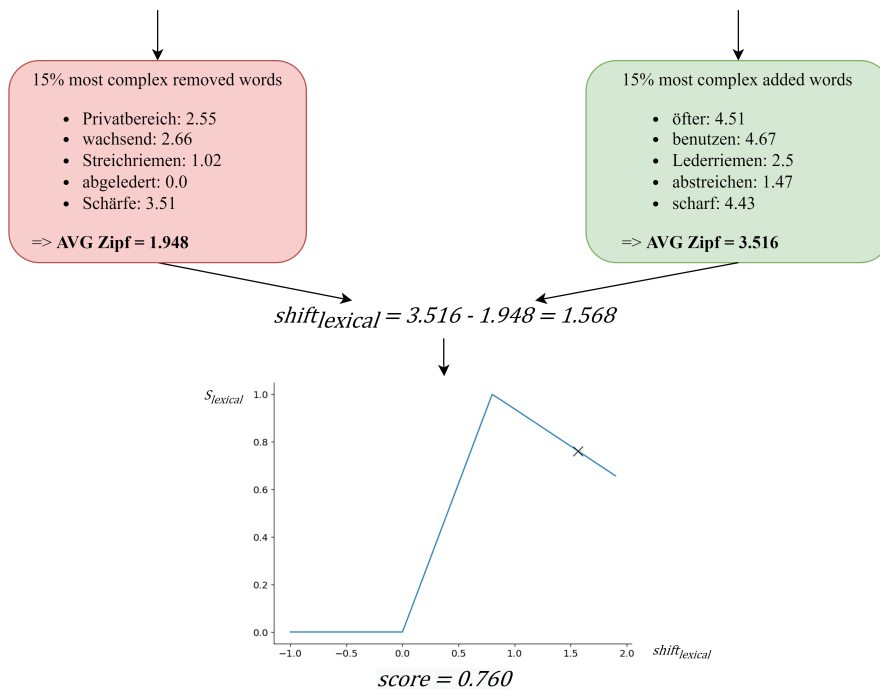 15% most complex removed words
• Privatbereich: 2.55
• wachsend: 2.66
• Streichriemen: 1.02
• abgeledert: 0.0
• Schärfe: 3.51
=> AVG Zipf = 1.948
15% most complex added words
• öfter: 4.51
• benutzen: 4.67
• Lederriemen: 2.5
• abstreichen: 1.47
• scharf: 4.43
=> AVG Zipf = 3.516
shift_lexical = 3.516 - 1.948 = 1.568
S_lexical
1.0
0.8
0.6
0.4
0.2
0.0
−1.0 −0.5 0.0 0.5 1.0 1.5 2.0
shift_lexical
score = 0.760